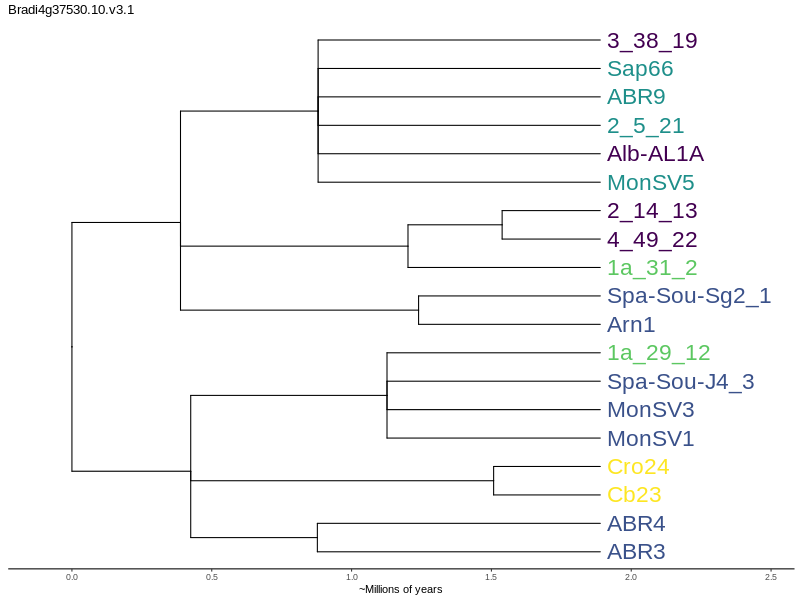 Bradi4g37530.10.v3.1
3_38_19
Sap66
ABR9
2_5_21
Alb-AL1A
MonSV5
2_14_13
4_49_22
1a_31_2
Spa-Sou-Sg2_1
Arn1
1a_29_12
Spa-Sou-J4_3
MonSV3
MonSV1
Cro24
Cb23
ABR4
ABR3
0.0 0.5 1.0 1.5 2.0 2.5
~Millions of years